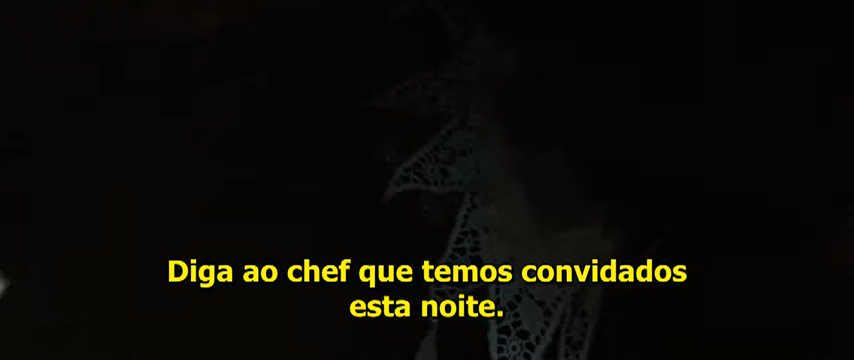 Diga ao chef que temos convidados
esta noite.